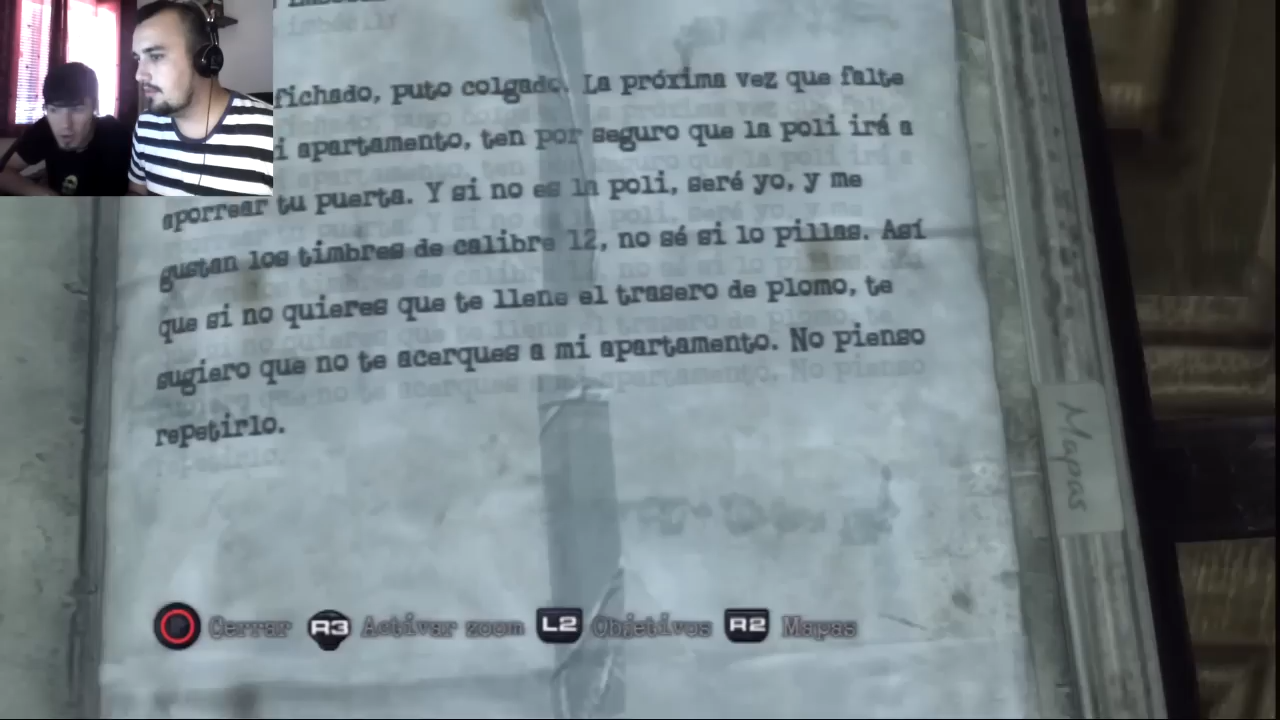 fichado, puto colgado. La próxima vez que falte
apartamento, ten por seguro que la poli irá a
aporrear tu puerta. Y si no es la poli, seré yo, y me
gustan los timbres de calibre 12, no sé si lo pillas. Así
que si no quieres que te llene el trasero de plomo, te
sugiero que no te acerques a mi apartamento. No pienso
repetirlo.
Mapas
Cerrar R3 Activar zoom L2 Objetivos R2 Mapas